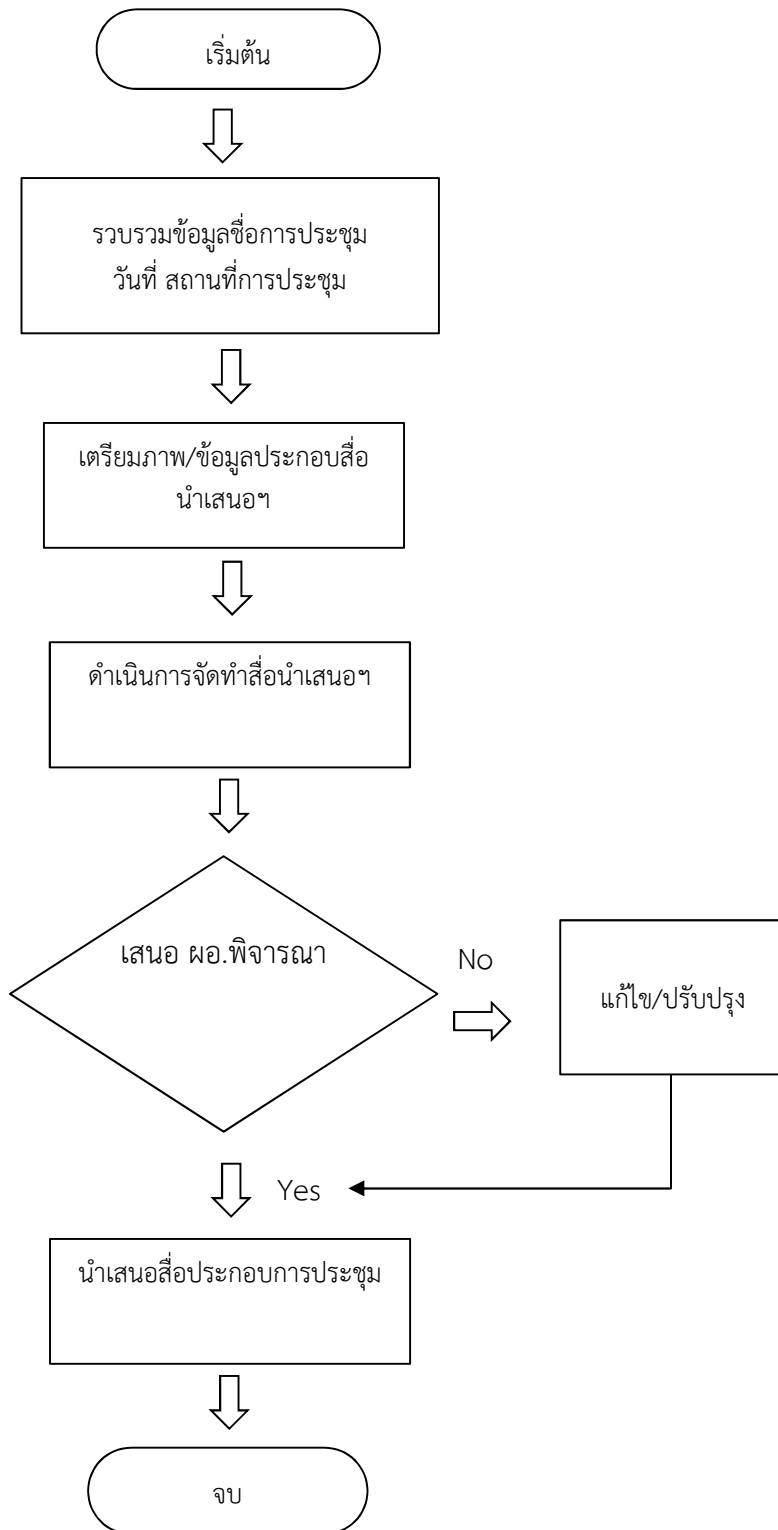 เริ่มต้น
รวบรวมข้อมูลชื่อการประชุม
วันที่ สถานที่การประชุม
เตรียมภาพ/ข้อมูลประกอบสื่อ
นำเสนอฯ
ดำเนินการจัดทำสื่อนำเสนอฯ
เสนอ ผอ.พิจารณา
No
แก้ไข/ปรับปรุง
Yes
นำเสนอสื่อประกอบการประชุม
จบ